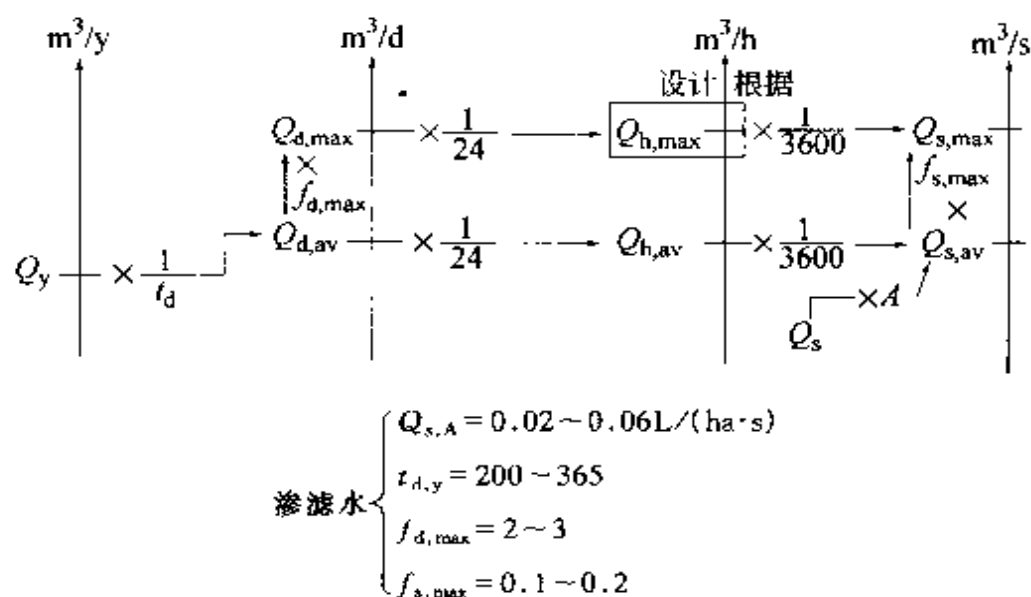 m³/y m³/d m³/h m³/s
设计 根据
Q_d,max × 1/24 Q_h,max × 1/3600 Q_s,max
× f_d,max f_s,max ×
Q_d,av × 1/24 Q_h,av × 1/3600 Q_s,av
Q_y × 1/t_d
×A
Q_s
渗滤水
Q_s,A = 0.02～0.06L/(ha·s)
t_d,y = 200～365
f_d,max = 2～3
f_s,max = 0.1～0.2